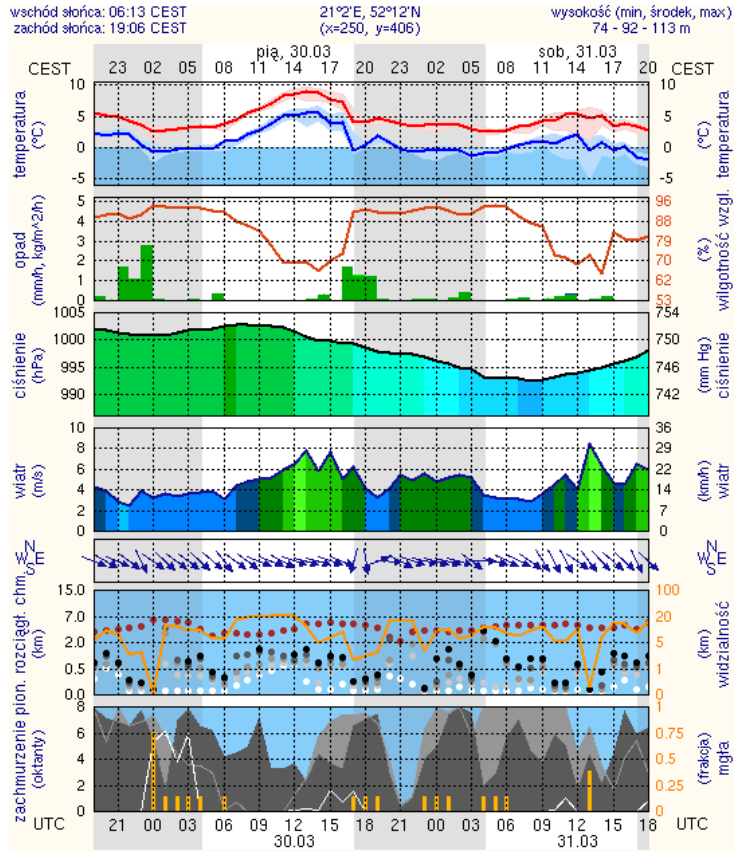 wschód słońca: 06:13 CEST 21°2'E, 52°12'N wysokość (min, środek, max)
zachód słońca: 19:06 CEST (x=250, y=406) 74 - 92 - 113 m
pią, 30.03 sob, 31.03
CEST 23 02 05 08 11 14 17 20 23 02 05 08 11 14 17 20 CEST
temperatura (°C) 10 5 0 -5 10 5 0 -5 (°C) temperatura
opad (mm/h, kg/m^2/h) 5 4 3 2 1 0 96 88 79 70 62 53 (%) wilgotność wzgl.
ciśnienie (hPa) 1005 1000 995 990 754 750 746 742 (mm Hg) ciśnienie
wiatr (m/s) 10 8 6 4 2 0 36 29 22 14 7 0 (km/h) wiatr
N W E S N W E S
pion. rozciągł. chm. (km) 15.0 7.0 2.0 0.5 0.0 100 20 5 1 0 (km) widzialność
zachmurzenie (oktanty) 8 6 4 2 0 1 0.75 0.5 0.25 0 (frakcja) mgła
UTC 21 00 03 06 09 12 15 18 21 00 03 06 09 12 15 18 UTC
30.03 31.03